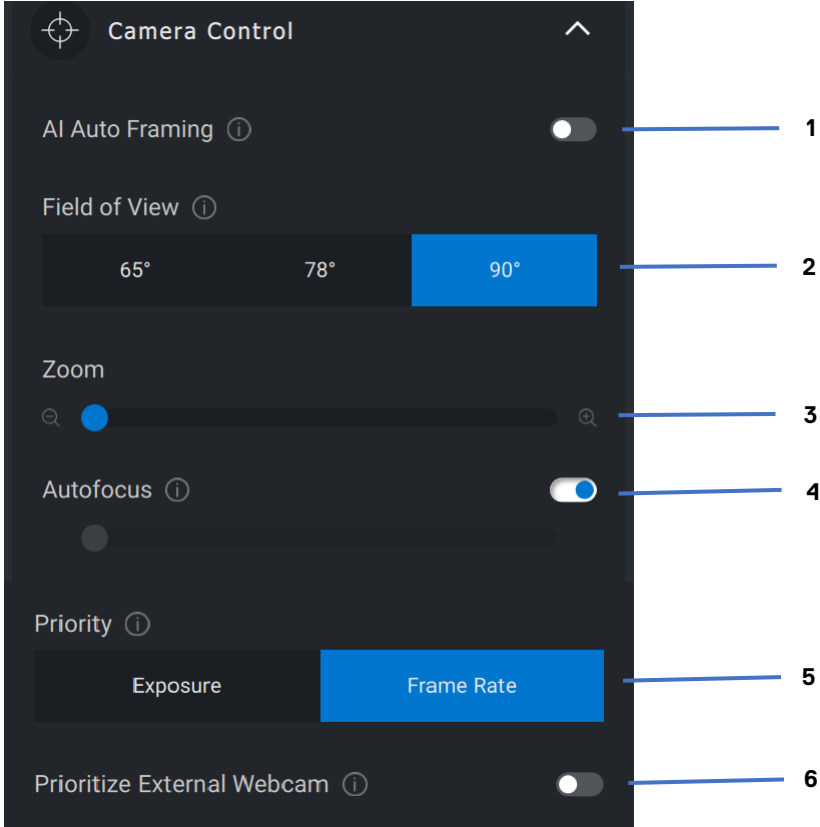 Camera Control
AI Auto Framing
1
Field of View
65° 78° 90°
2
Zoom
3
Autofocus
4
Priority
Exposure Frame Rate
5
Prioritize External Webcam
6